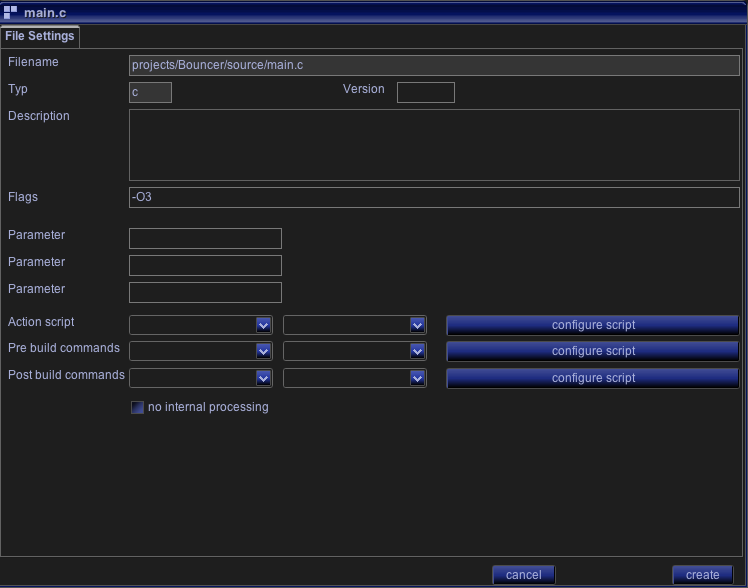 main.c
File Settings
Filename projects/Bouncer/source/main.c
Typ c Version
Description
Flags -O3
Parameter
Parameter
Parameter
Action script configure script
Pre build commands configure script
Post build commands configure script
no internal processing
cancel create